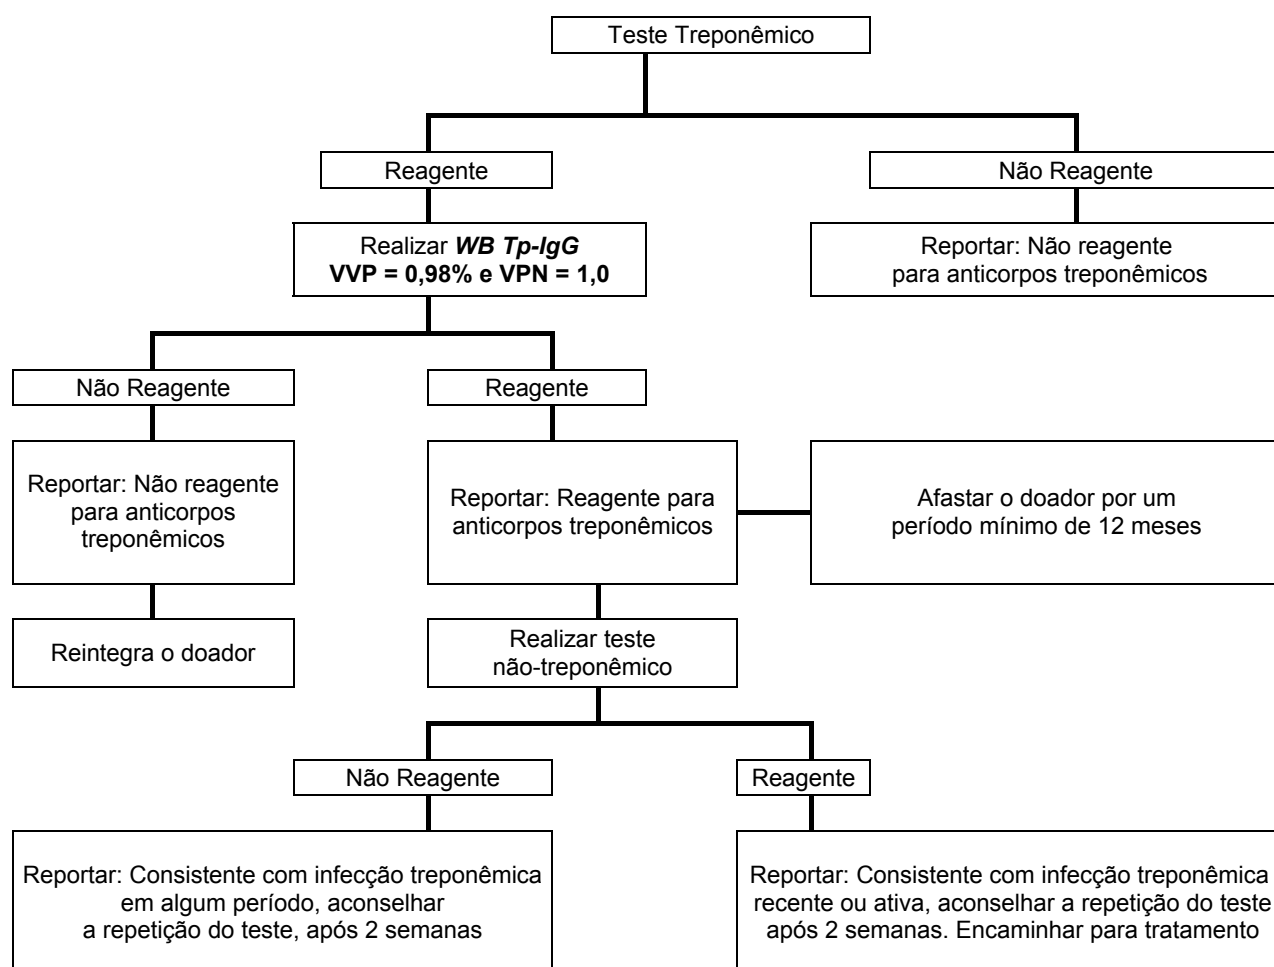 Teste Treponêmico
Reagente
Não Reagente
Realizar WB Tp-IgG
VVP = 0,98% e VPN = 1,0
Reportar: Não reagente
para anticorpos treponêmicos
Não Reagente
Reagente
Reportar: Não reagente
para anticorpos
treponêmicos
Reportar: Reagente para
anticorpos treponêmicos
Afastar o doador por um
período mínimo de 12 meses
Reintegra o doador
Realizar teste
não-treponêmico
Não Reagente
Reagente
Reportar: Consistente com infecção treponêmica
em algum período, aconselhar
a repetição do teste, após 2 semanas
Reportar: Consistente com infecção treponêmica
recente ou ativa, aconselhar a repetição do teste
após 2 semanas. Encaminhar para tratamento